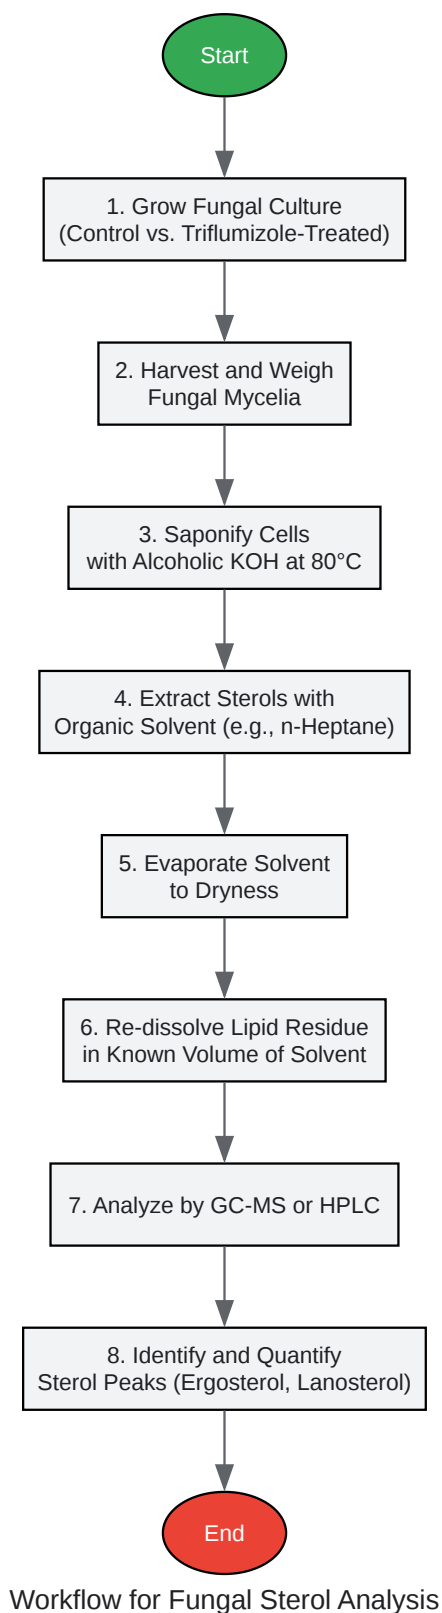 Start
1. Grow Fungal Culture
(Control vs. Triflumizole-Treated)
2. Harvest and Weigh
Fungal Mycelia
3. Saponify Cells
with Alcoholic KOH at 80°C
4. Extract Sterols with
Organic Solvent (e.g., n-Heptane)
5. Evaporate Solvent
to Dryness
6. Re-dissolve Lipid Residue
in Known Volume of Solvent
7. Analyze by GC-MS or HPLC
8. Identify and Quantify
Sterol Peaks (Ergosterol, Lanosterol)
End
Workflow for Fungal Sterol Analysis